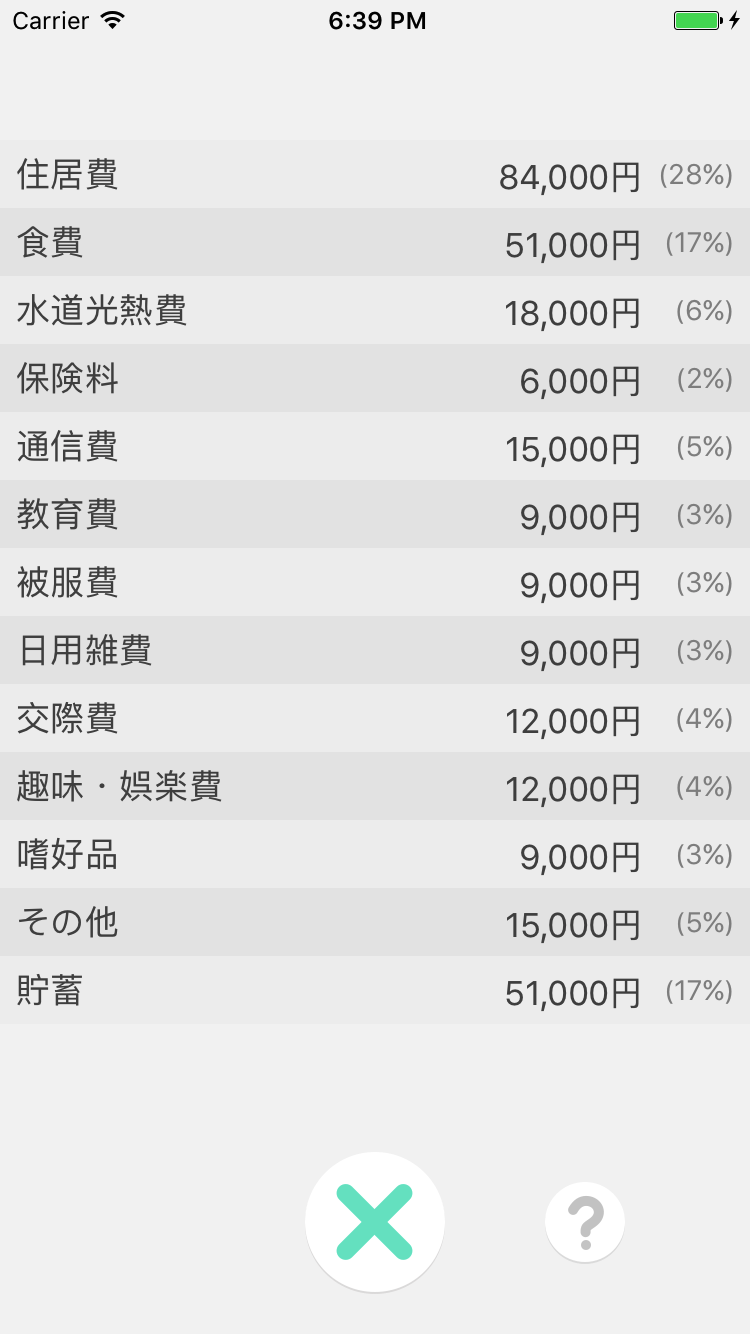 Carrier 6:39 PM
住居費 84,000円 (28%)
食費 51,000円 (17%)
水道光熱費 18,000円 (6%)
保険料 6,000円 (2%)
通信費 15,000円 (5%)
教育費 9,000円 (3%)
被服費 9,000円 (3%)
日用雑費 9,000円 (3%)
交際費 12,000円 (4%)
趣味・娯楽費 12,000円 (4%)
嗜好品 9,000円 (3%)
その他 15,000円 (5%)
貯蓄 51,000円 (17%)
?